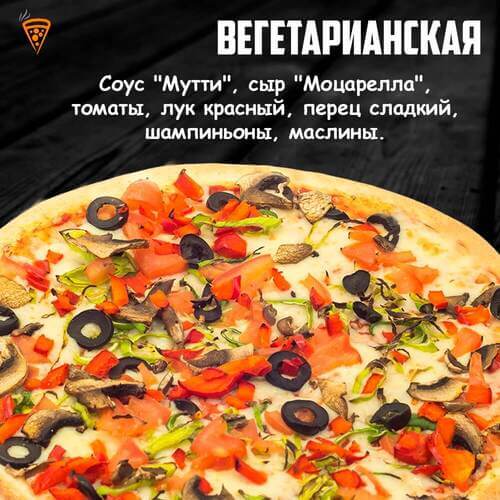 ВЕГЕТАРИАНСКАЯ
Соус "Мутти", сыр "Моцарелла",
томаты, лук красный, перец сладкий,
шампиньоны, маслины.